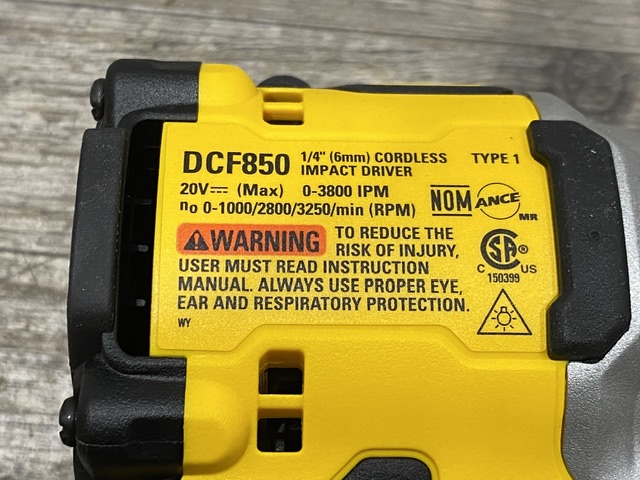 DCF850 1/4" (6mm) CORDLESS IMPACT DRIVER TYPE 1
20V⎓ (Max) 0-3800 IPM
no 0-1000/2800/3250/min (RPM)
NOM ANCE MR
WARNING TO REDUCE THE
RISK OF INJURY,
USER MUST READ INSTRUCTION
MANUAL. ALWAYS USE PROPER EYE,
EAR AND RESPIRATORY PROTECTION.
WY
CSA ®
C US
150399